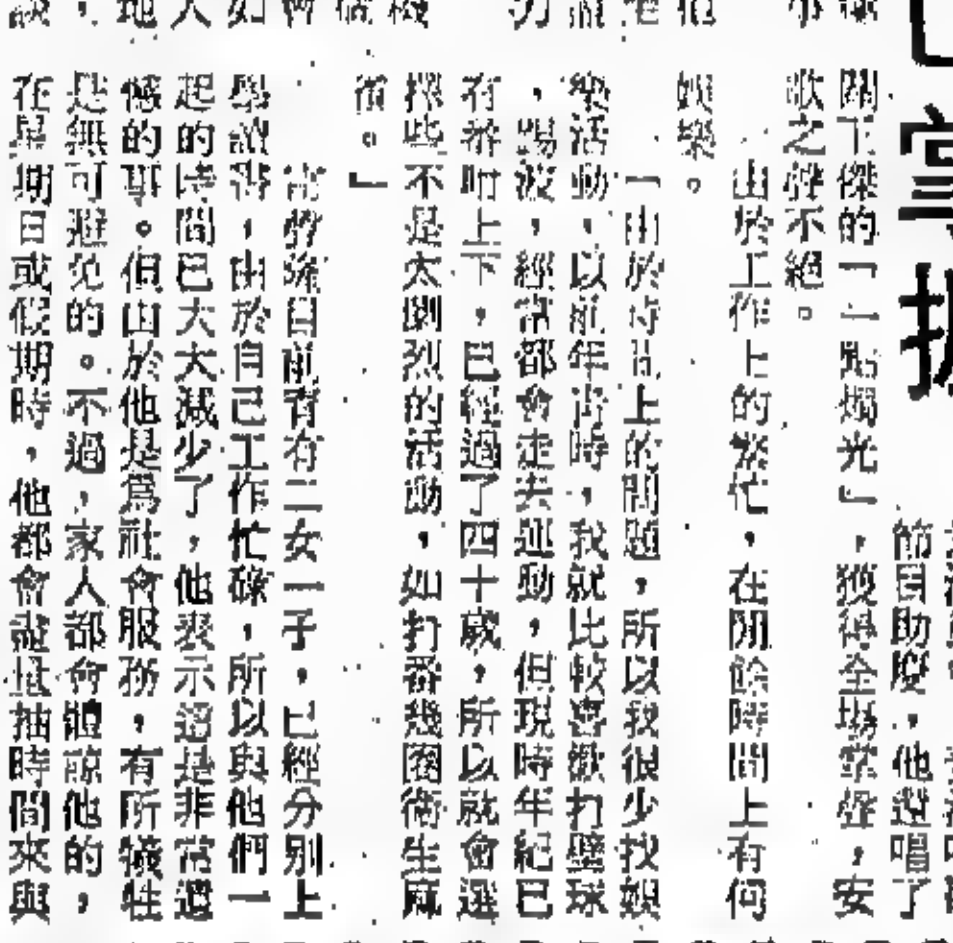 節目助慶，他還唱了
關正傑的「一點燭光」，獲得全場掌聲，安
歌之聲不絕。
由於工作上的繁忙，在閒餘時間上有何
娛樂。
「由於時間上的問題，所以我很少找娛
樂活動，以前年青時，我就比較喜歡打壁球
，踢波，經常都會走去運動，但現時年紀已
有番咁上下，已經過了四十歲，所以就會選
擇些不是太劇烈的活動，如打番幾圈衛生麻
雀。」
目前育有二女一子，已經分別上
學讀書，由於自己工作忙碌，所以與他們一
起的時間已大大減少了，他表示這是非常遺
憾的事。但由於他是為社會服務，有所犧牲
是無可避免的。不過，家人都會體諒他的，
在星期日或假期時，他都會盡量抽時間來與